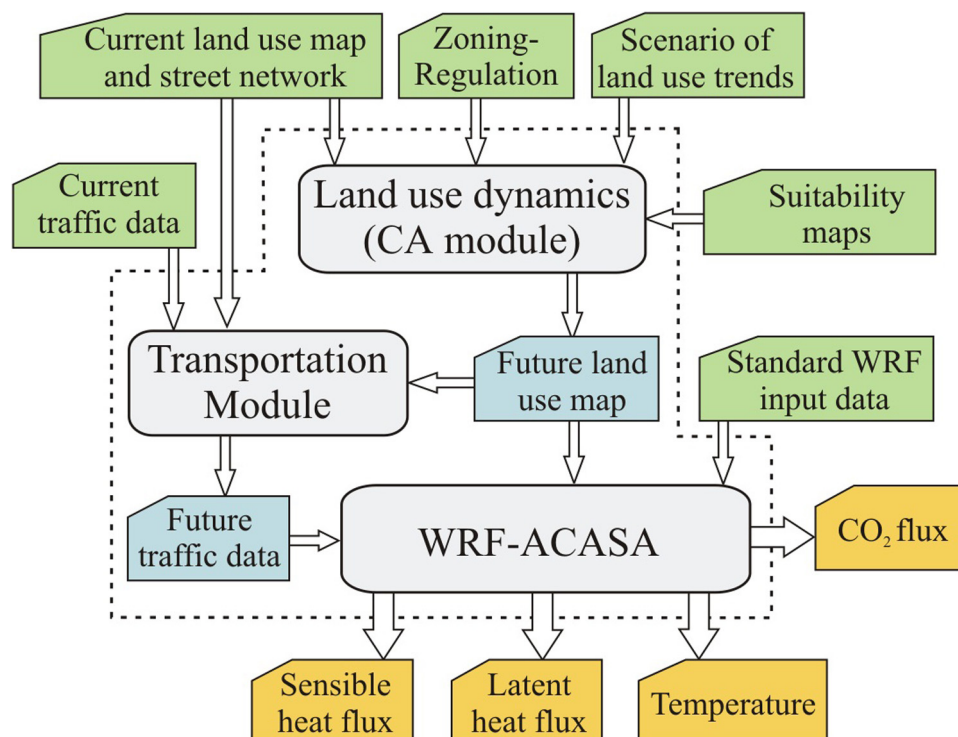 Current land use map
and street network
Zoning-
Regulation
Scenario of
land use trends
Current
traffic data
Land use dynamics
(CA module)
Suitability
maps
Transportation
Module
Future land
use map
Standard WRF
input data
Future
traffic data
WRF-ACASA
CO₂ flux
Sensible
heat flux
Latent
heat flux
Temperature